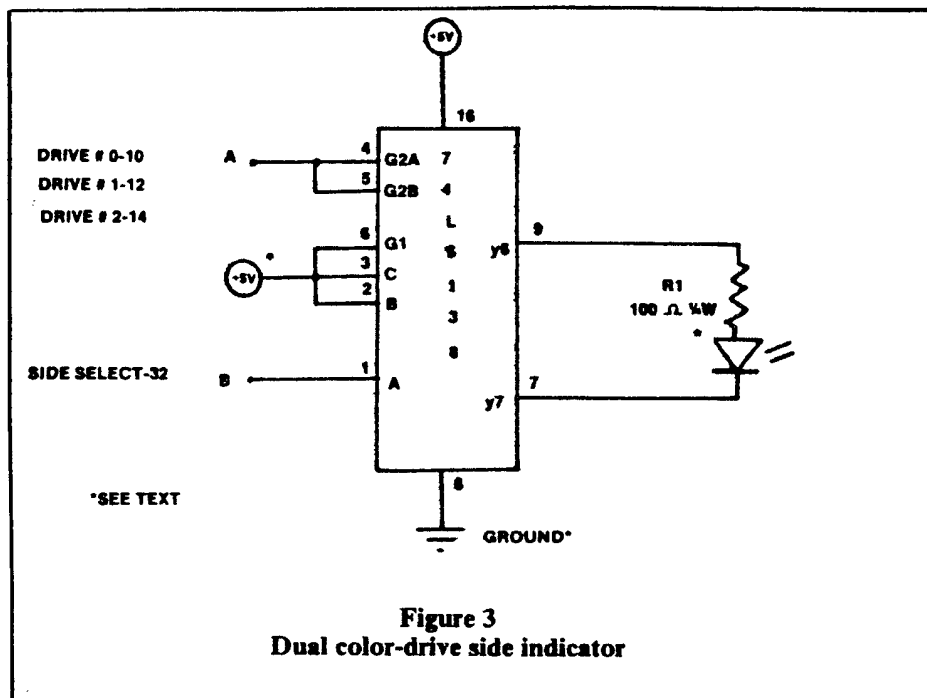 +5V
16
DRIVE # 0-10 A 4 G2A 7
DRIVE # 1-12 5 G2B 4
DRIVE # 2-14 L
6 G1 S y6 9
+5V * 3 C 1
2 B 3
R1
100 Ω ¼W
*
8
SIDE SELECT-32 B 1 A
y7 7
*SEE TEXT
8
GROUND*
Figure 3
Dual color-drive side indicator